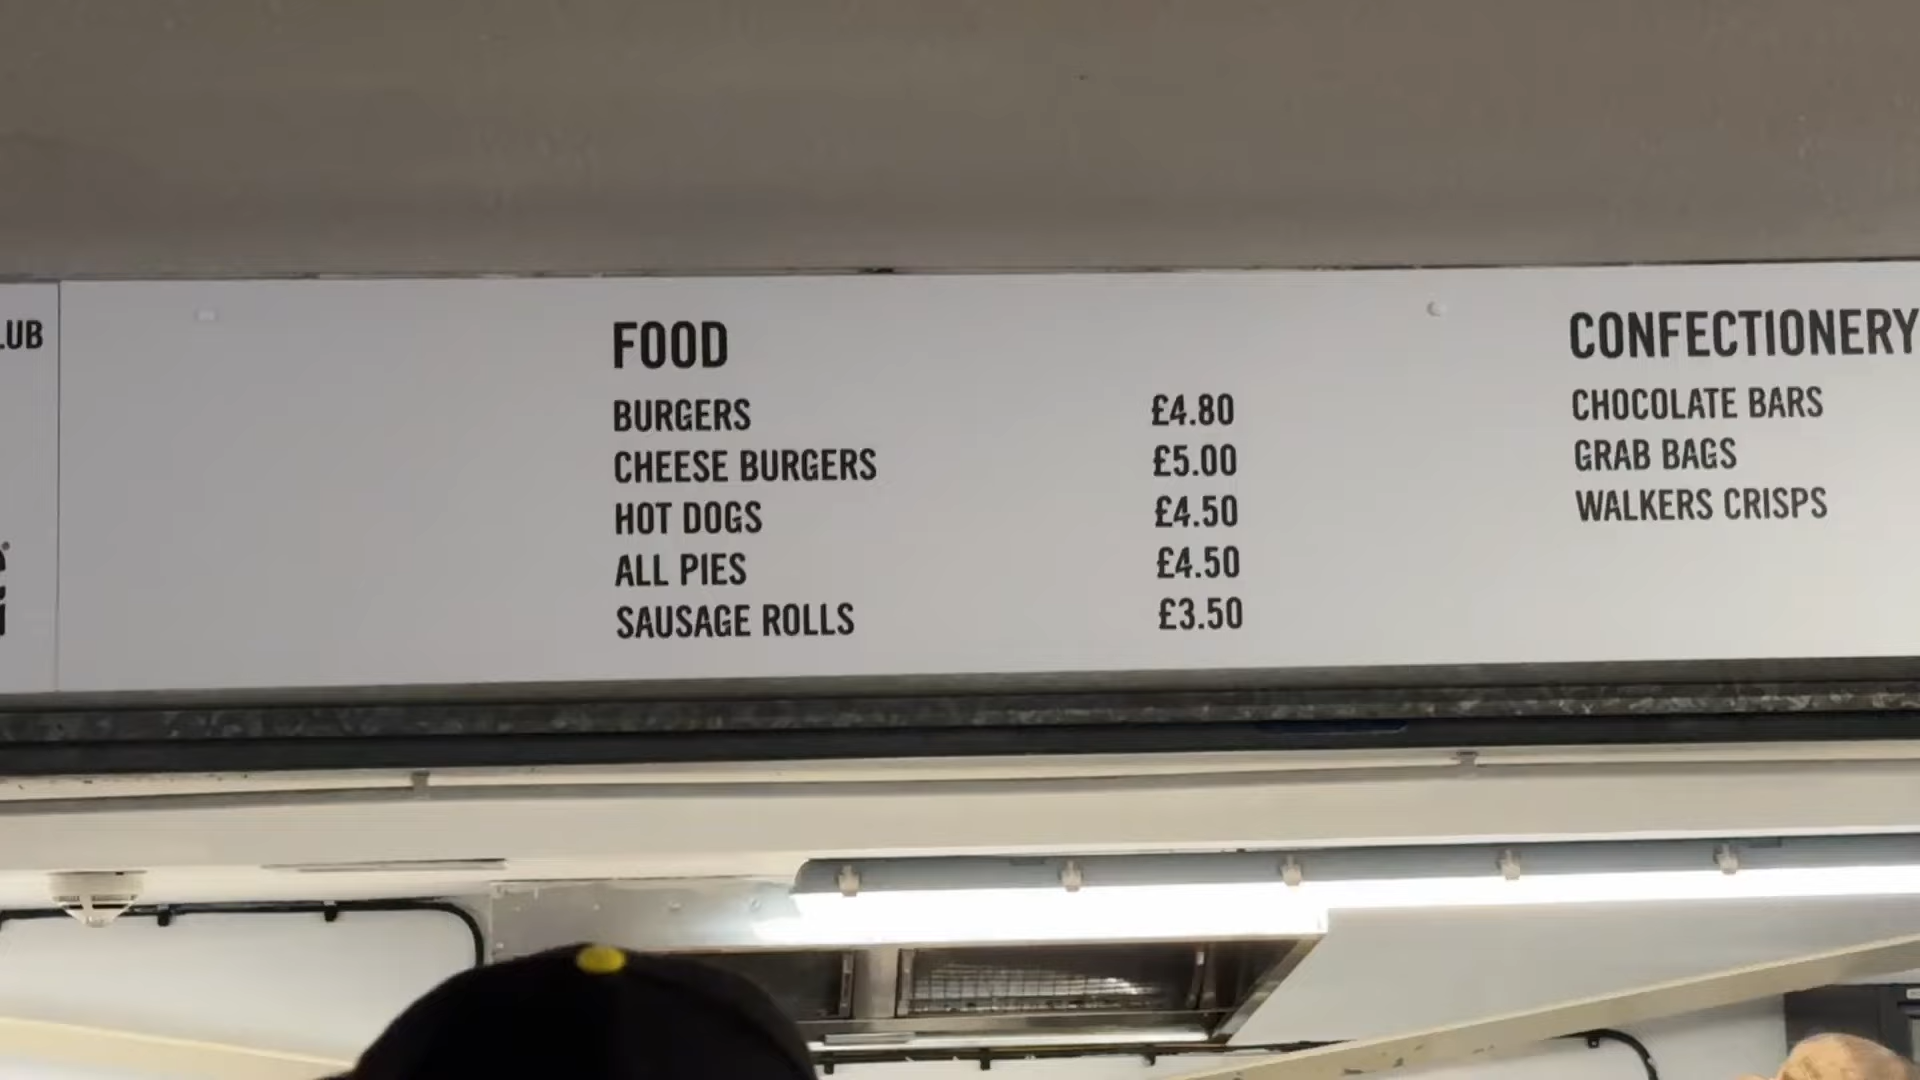 FOOD
BURGERS £4.80
CHEESE BURGERS £5.00
HOT DOGS £4.50
ALL PIES £4.50
SAUSAGE ROLLS £3.50
CONFECTIONERY
CHOCOLATE BARS
GRAB BAGS
WALKERS CRISPS